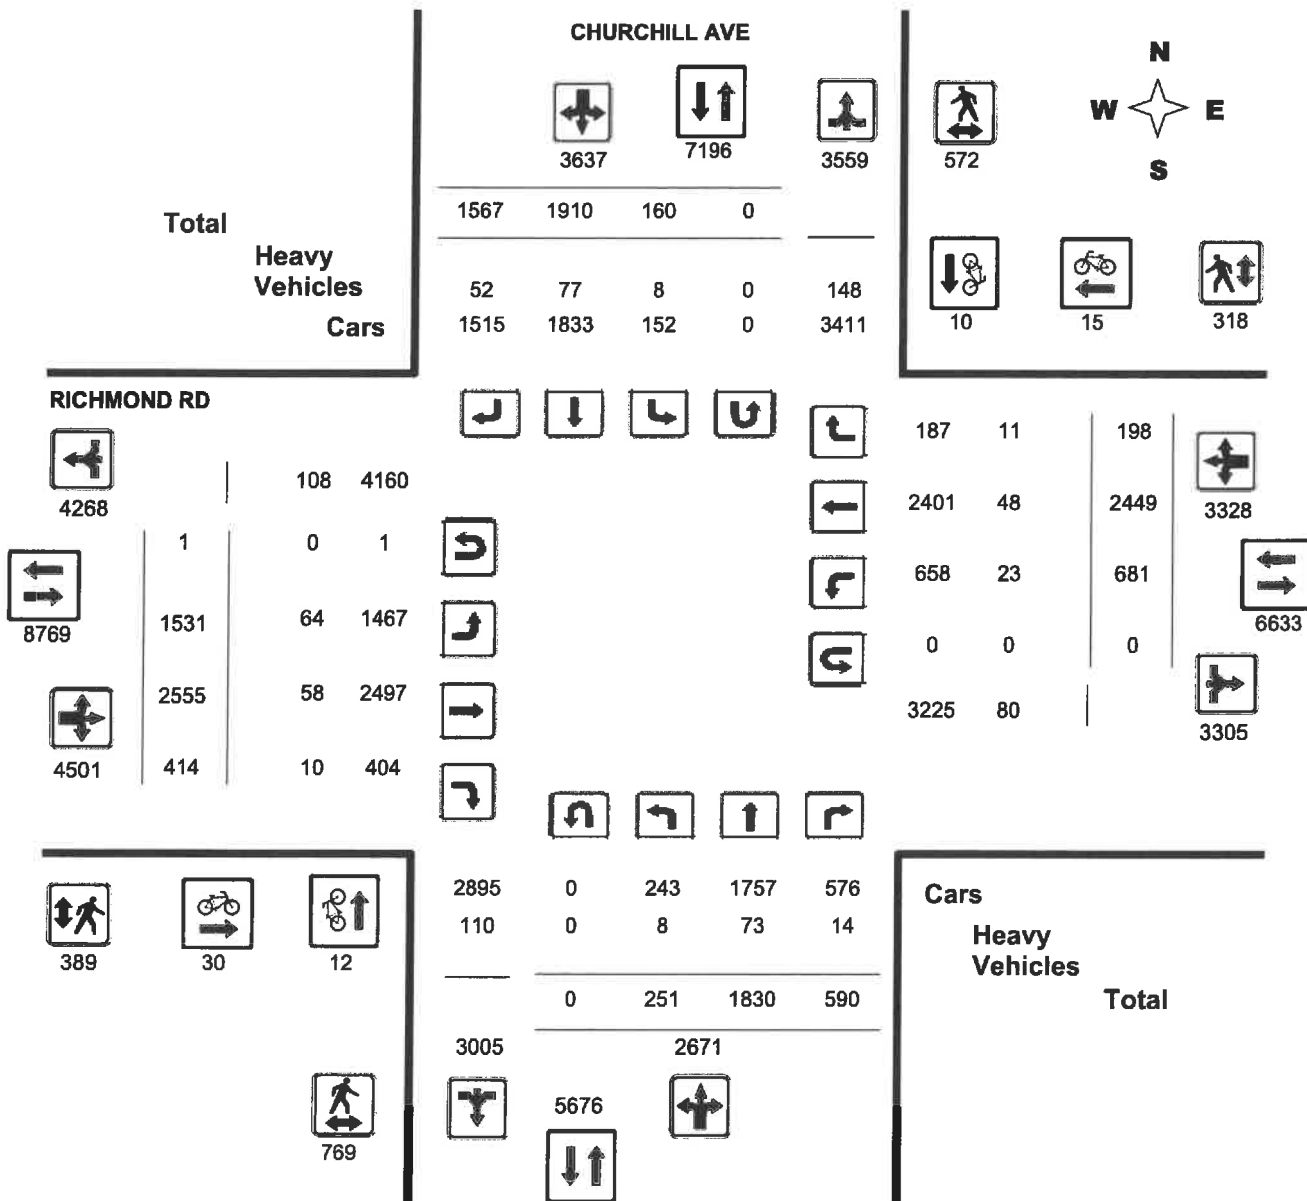 CHURCHILL AVE
N
W E
S
3637 7196 3559 572
1567 1910 160 0
Total
Heavy
Vehicles
52 77 8 0 148
Cars
1515 1833 152 0 3411
10 15 318
RICHMOND RD
187 11 198
108 4160
4268
2401 48 2449 3328
1 0 1
658 23 681
8769
1531 64 1467
6633
0 0 0
2555 58 2497
3225 80
3305
4501 414 10 404
2895 0 243 1757 576
Cars
110 0 8 73 14
Heavy
Vehicles
389 30 12
0 251 1830 590
Total
3005 2671
5676
769